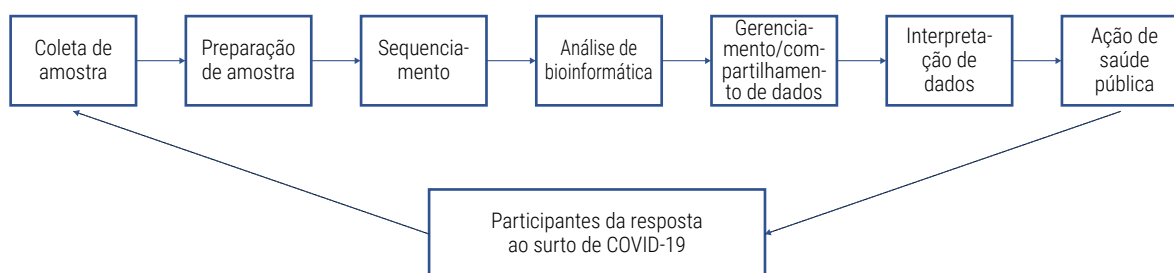 Coleta de
amostra
Preparação
de amostra
Sequencia-
mento
Análise de
bioinformática
Gerencia-
mento/com-
partilhamen-
to de dados
Interpreta-
ção de
dados
Ação de
saúde
pública
Participantes da resposta
ao surto de COVID-19